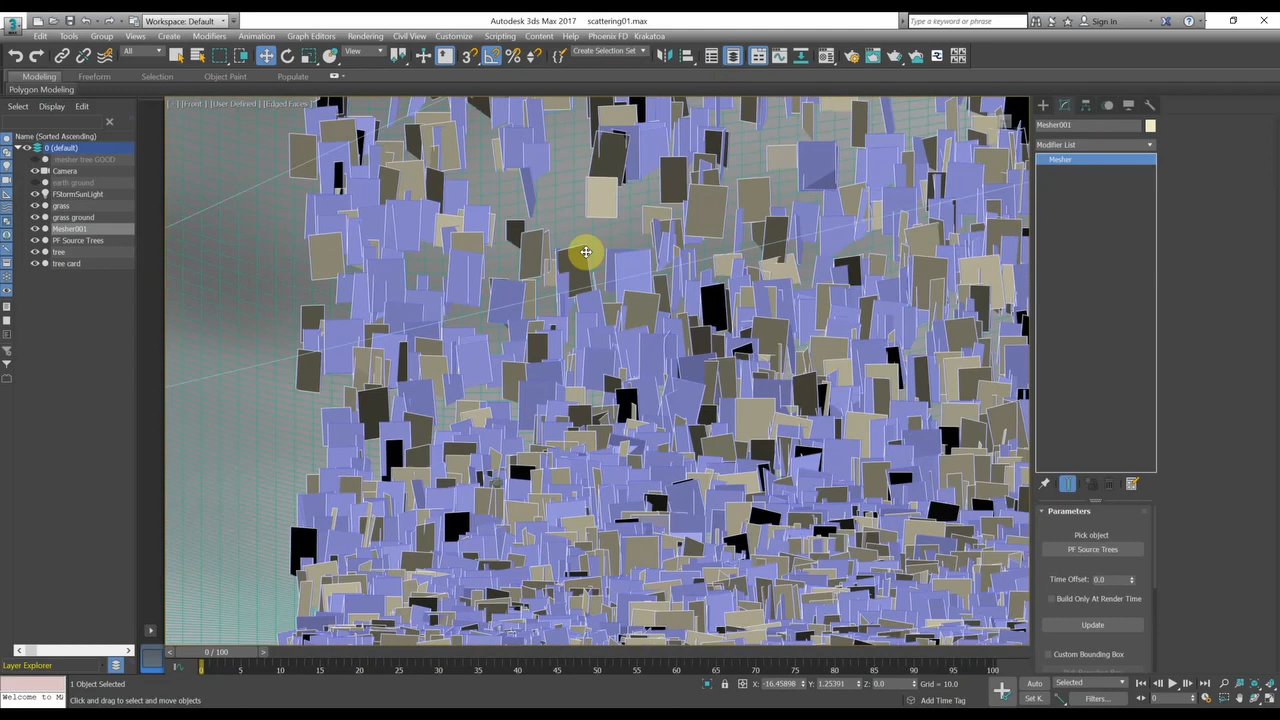 Autodesk 3ds Max 2017 scattering01.max
Workspace: Default
Type a keyword or phrase
Sign In
Edit Tools Group Views Create Modifiers Animation Graph Editors Rendering Civil View Customize Scripting Content Help Phoenix FD Krakatoa
All
View
Create Selection Set
Modeling Freeform Selection Object Paint Populate
Polygon Modeling
Select Display Edit
[Front ] [User Defined ] [Edged Faces ]
Name (Sorted Ascending)
0 (default)
mesher tree GOOD
Camera
earth ground
FStormSunLight
grass
grass ground
Mesher001
PF Source Trees
tree
tree card
Mesher001
Modifier List
Mesher
Parameters
Pick object
PF Source Trees
Time Offset: 0.0
Build Only At Render Time
Update
Custom Bounding Box
0 / 100
Layer Explorer
0 5 10 15 20 25 30 35 40 45 50 55 60 65 70 75 80 85 90 95 100
1 Object Selected
X: -16.45898 Y: 1.25391 Z: 0.0 Grid = 10.0
Auto Selected
Welcome to M
Click and drag to select and move objects
Add Time Tag
Set K. Filters...
0